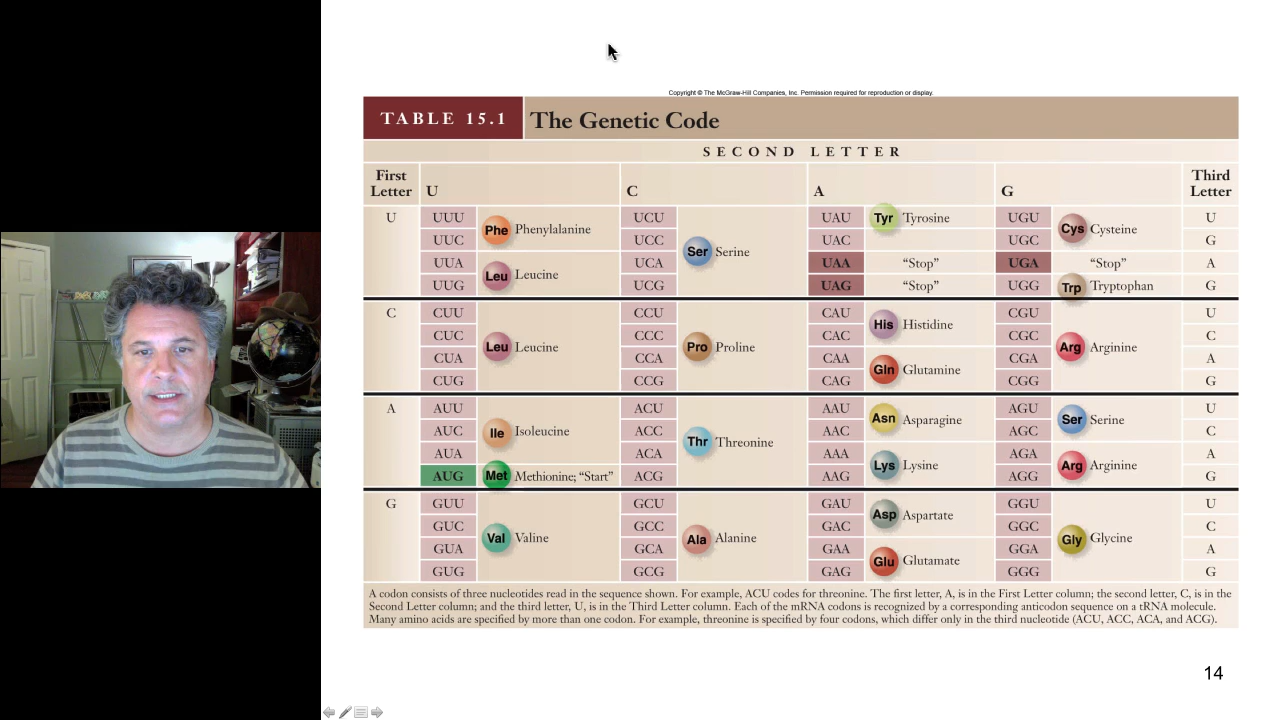 Copyright © The McGraw-Hill Companies, Inc. Permission required for reproduction or display.
TABLE 15.1 The Genetic Code
SECOND LETTER
First Letter U C A G Third Letter
U UUU Phe Phenylalanine UCU Ser Serine UAU Tyr Tyrosine UGU Cys Cysteine U
UUC UCC UAC UGC G
UUA Leu Leucine UCA UAA “Stop” UGA “Stop” A
UUG UCG UAG “Stop” UGG Trp Tryptophan G
C CUU Leu Leucine CCU Pro Proline CAU His Histidine CGU Arg Arginine U
CUC CCC CAC CGC C
CUA CCA CAA Gln Glutamine CGA A
CUG CCG CAG CGG G
A AUU Ile Isoleucine ACU Thr Threonine AAU Asn Asparagine AGU Ser Serine U
AUC ACC AAC AGC C
AUA ACA AAA Lys Lysine AGA Arg Arginine A
AUG Met Methionine; “Start” ACG AAG AGG G
G GUU Val Valine GCU Ala Alanine GAU Asp Aspartate GGU Gly Glycine U
GUC GCC GAC GGC C
GUA GCA GAA Glu Glutamate GGA A
GUG GCG GAG GGG G
A codon consists of three nucleotides read in the sequence shown. For example, ACU codes for threonine. The first letter, A, is in the First Letter column; the second letter, C, is in the
Second Letter column; and the third letter, U, is in the Third Letter column. Each of the mRNA codons is recognized by a corresponding anticodon sequence on a tRNA molecule.
Many amino acids are specified by more than one codon. For example, threonine is specified by four codons, which differ only in the third nucleotide (ACU, ACC, ACA, and ACG).
14